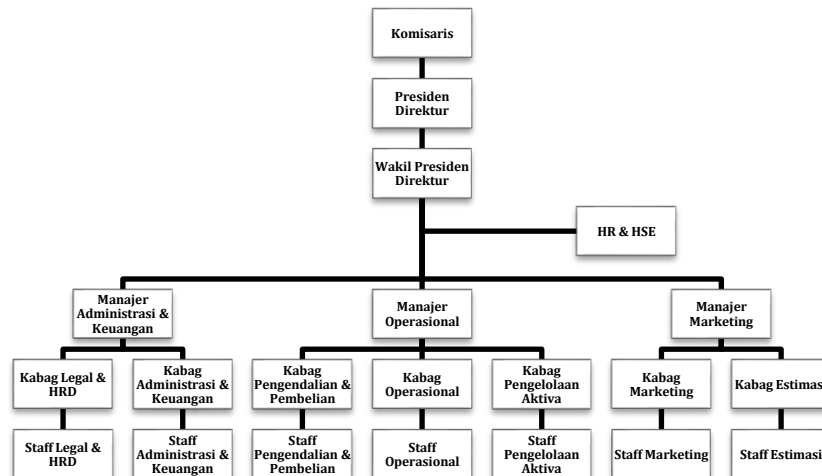 Komisaris
Presiden
Direktur
Wakil Presiden
Direktur
HR & HSE
Manajer
Administrasi &
Keuangan
Manajer
Operasional
Manajer
Marketing
Kabag Legal &
HRD
Kabag
Administrasi &
Keuangan
Kabag
Pengendalian &
Pembelian
Kabag
Operasional
Kabag
Pengelolaan
Aktiva
Kabag
Marketing
Kabag Estimasi
Staff Legal &
HRD
Staff
Administrasi &
Keuangan
Staff
Pengendalian &
Pembelian
Staff
Operasional
Staff
Pengelolaan
Aktiva
Staff Marketing
Staff Estimasi